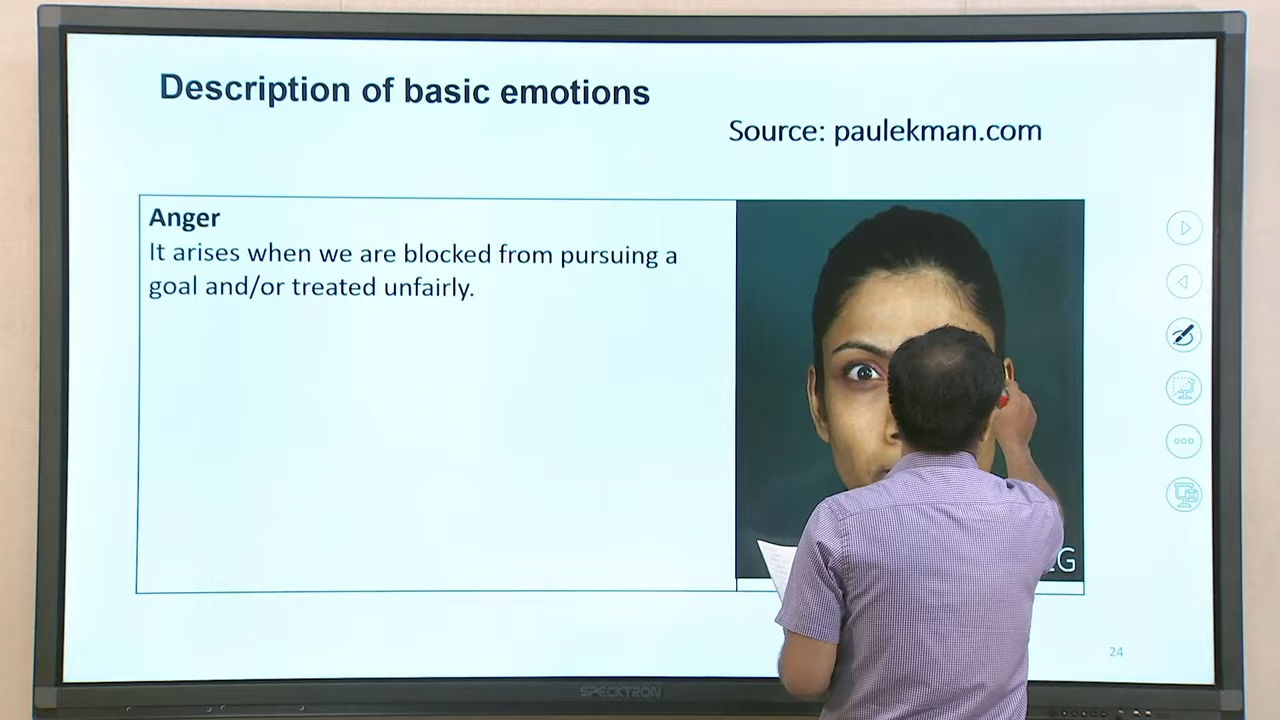 Description of basic emotions
Source: paulekman.com
Anger
It arises when we are blocked from pursuing a
goal and/or treated unfairly.
24
SPECKTRON